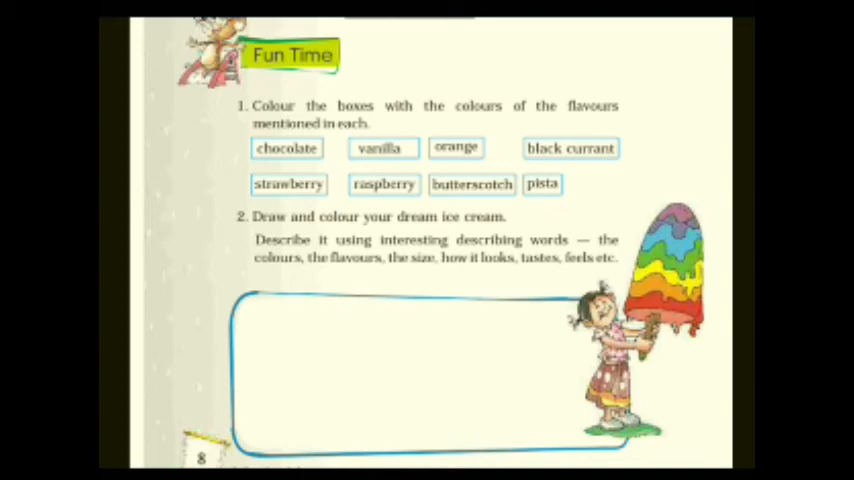 Fun Time
1. Colour the boxes with the colours of the flavours
mentioned in each.
chocolate vanilla orange black currant
strawberry raspberry butterscotch pista
2. Draw and colour your dream ice cream.
Describe it using interesting describing words — the
colours, the flavours, the size, how it looks, tastes, feels etc.
8